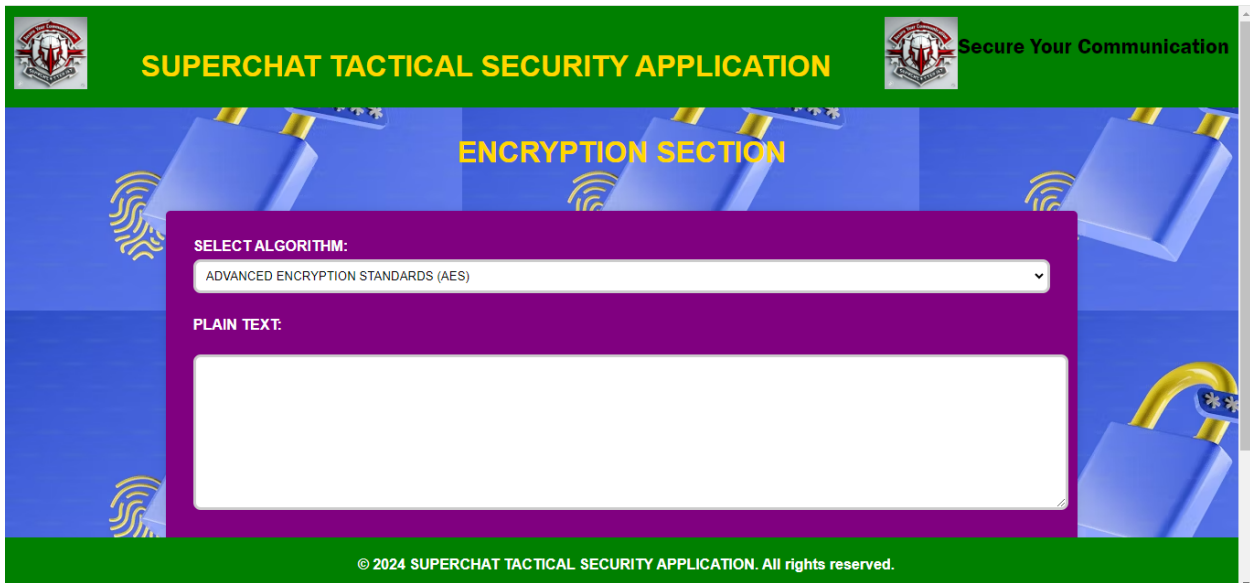 SUPERCHAT TACTICAL SECURITY APPLICATION
Secure Your Communication
ENCRYPTION SECTION
SELECT ALGORITHM:
ADVANCED ENCRYPTION STANDARDS (AES)
PLAIN TEXT:
© 2024 SUPERCHAT TACTICAL SECURITY APPLICATION. All rights reserved.